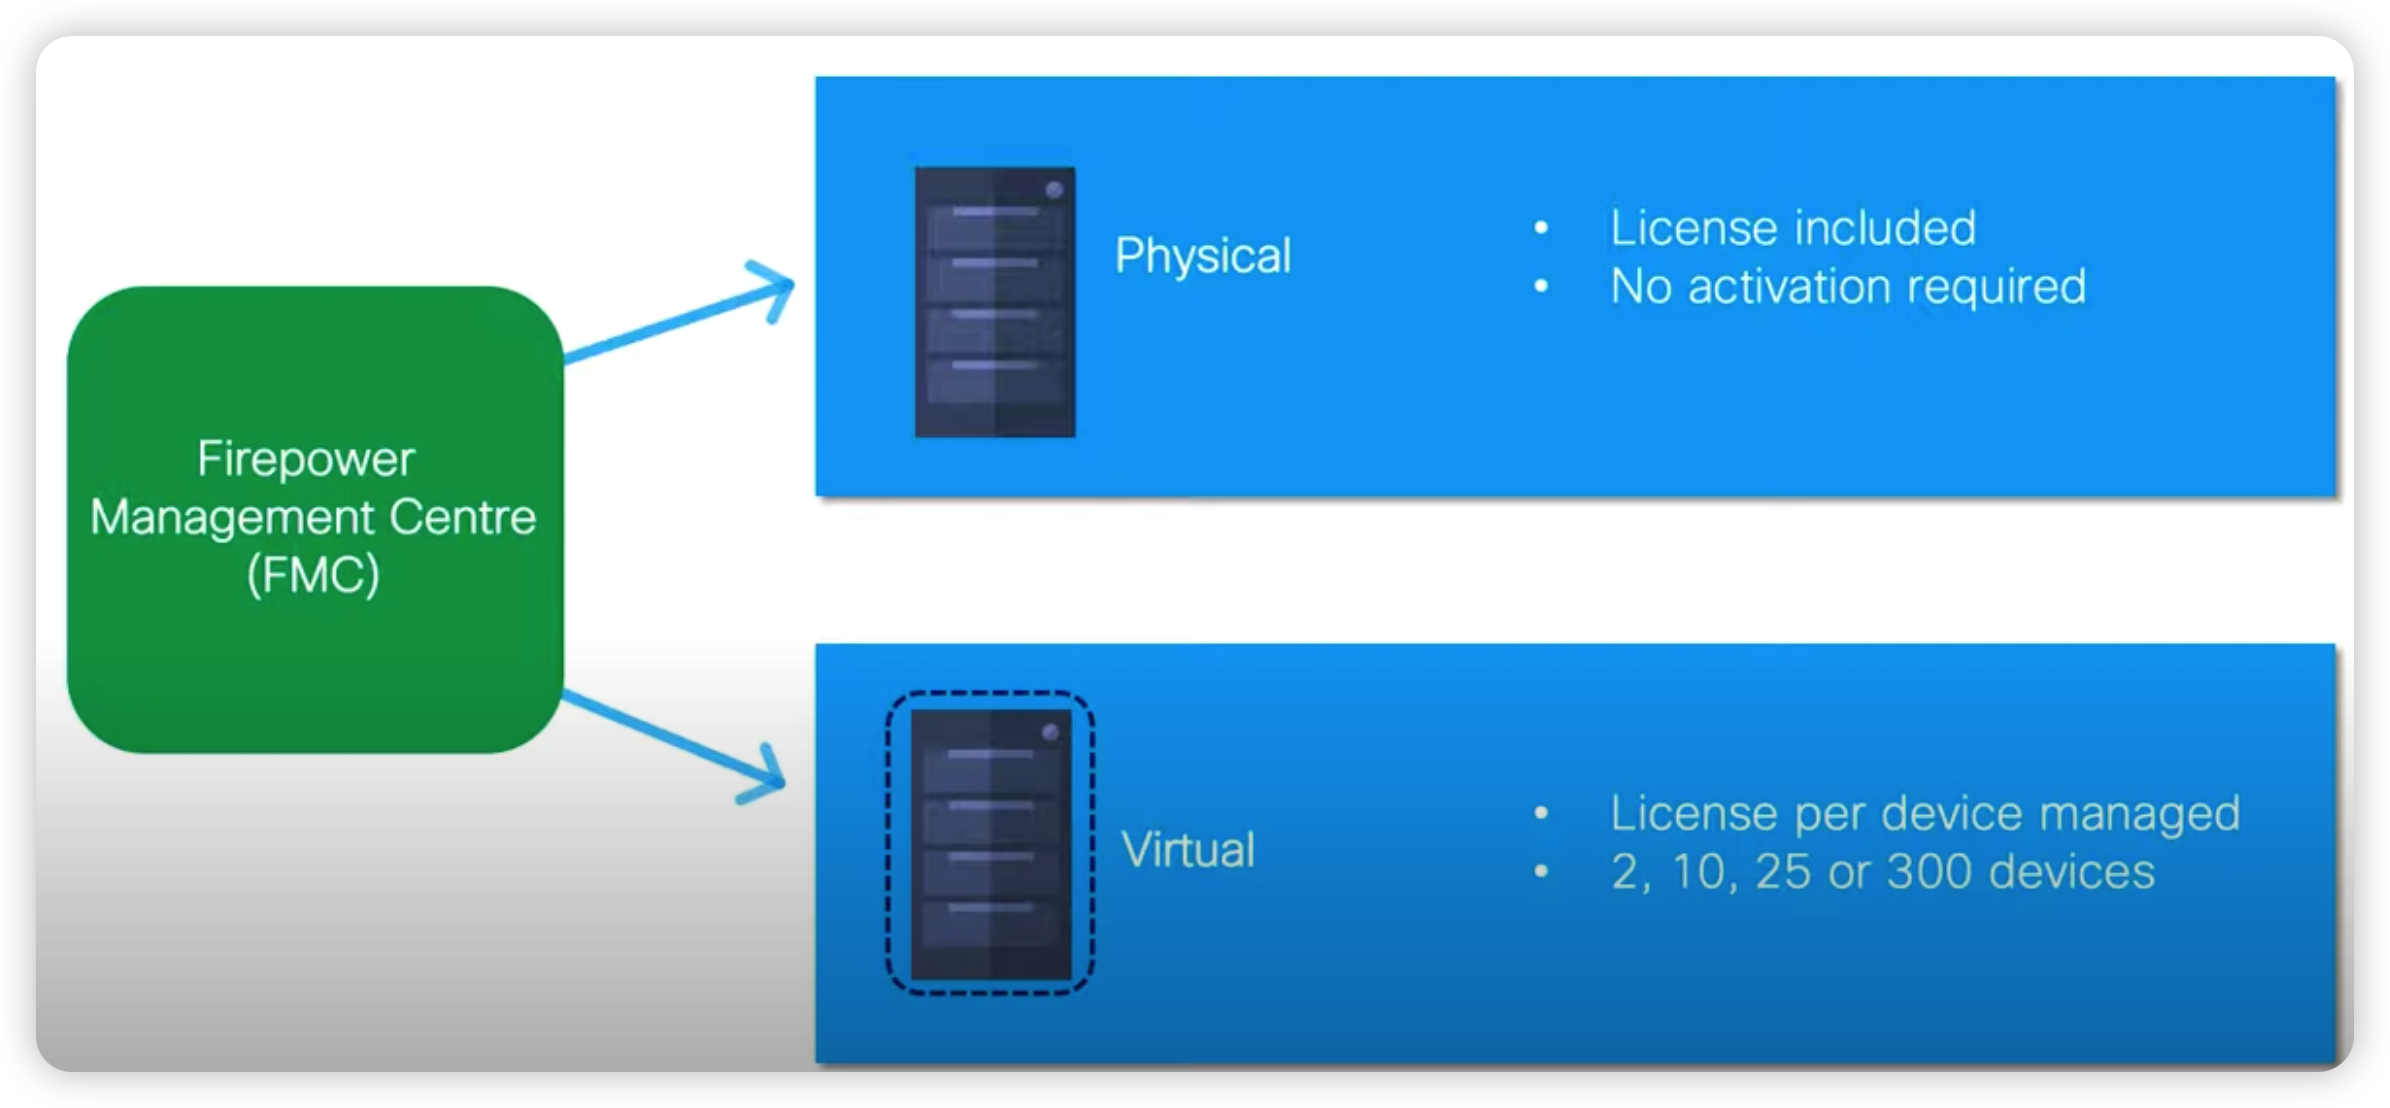 Firepower
Management Centre
(FMC)
Physical
• License included
• No activation required
Virtual
• License per device managed
• 2, 10, 25 or 300 devices